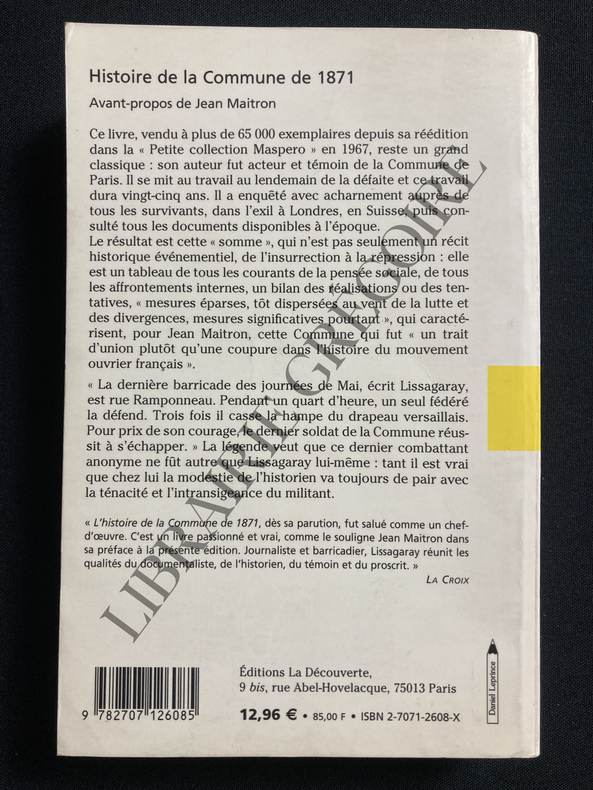 Histoire de la Commune de 1871
Avant-propos de Jean Maitron
Ce livre, vendu à plus de 65 000 exemplaires depuis sa réédition
dans la « Petite collection Maspero » en 1967, reste un grand
classique : son auteur fut acteur et témoin de la Commune de
Paris. Il se mit au travail au lendemain de la défaite et ce travail
dura vingt-cinq ans. Il a enquêté avec acharnement auprès de
tous les survivants, dans l'exil à Londres, en Suisse, puis con-
sulté tous les documents disponibles à l'époque.
Le résultat est cette « somme », qui n'est pas seulement un récit
historique événementiel, de l'insurrection à la répression : elle
est un tableau de tous les courants de la pensée sociale, de tous
les affrontements internes, un bilan des réalisations ou des ten-
tatives, « mesures éparses, tôt dispersées au vent de la lutte et
des divergences, mesures significatives pourtant », qui caracté-
risent, pour Jean Maitron, cette Commune qui fut « un trait
d'union plutôt qu'une coupure dans l'histoire du mouvement
ouvrier français ».
« La dernière barricade des journées de Mai, écrit Lissagaray,
est rue Ramponneau. Pendant un quart d'heure, un seul fédéré
la défend. Trois fois il casse la hampe du drapeau versaillais.
Pour prix de son courage, le dernier soldat de la Commune réus-
sit à s'échapper. » La légende veut que ce dernier combattant
anonyme ne fût autre que Lissagaray lui-même : tant il est vrai
que chez lui la modestie de l'historien va toujours de pair avec
la ténacité et l'intransigeance du militant.
« L'histoire de la Commune de 1871, dès sa parution, fut salué comme un chef-
d'œuvre. C'est un livre passionné et vrai, comme le souligne Jean Maitron dans
sa préface à la présente édition. Journaliste et barricadier, Lissagaray réunit les
qualités du documentaliste, de l'historien, du témoin et du proscrit. »
LA CROIX
Éditions La Découverte,
9 bis, rue Abel-Hovelacque, 75013 Paris
12,96 € • 85,00 F • ISBN 2-7071-2608-X
9 782707 126085
Daniel Leprince
LIBRAIRIE GREGOIRE